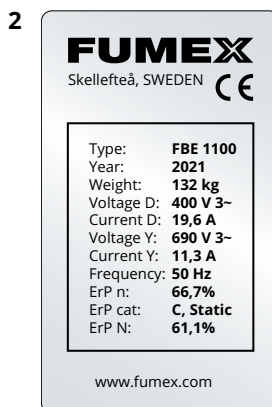 2
FUMEX
Skellefteå, SWEDEN CE
Type: FBE 1100
Year: 2021
Weight: 132 kg
Voltage D: 400 V 3~
Current D: 19,6 A
Voltage Y: 690 V 3~
Current Y: 11,3 A
Frequency: 50 Hz
ErP n: 66,7%
ErP cat: C, Static
ErP N: 61,1%
www.fumex.com